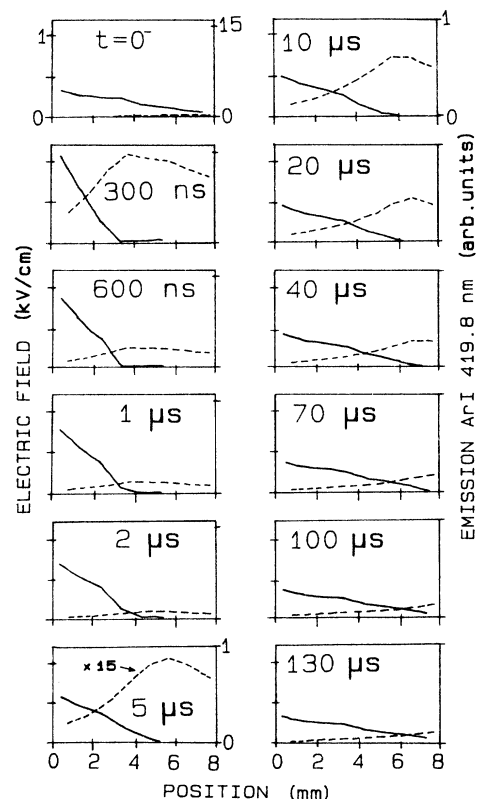 1
t=0⁻
15
0
0
300 ns
600 ns
1 µs
2 µs
× 15
1
5 µs
0
0 2 4 6 8
10 µs
1
0
20 µs
40 µs
70 µs
100 µs
130 µs
0 2 4 6 8
ELECTRIC FIELD (kV/cm)
EMISSION ArI 419.8 nm (arb.units)
POSITION (mm)